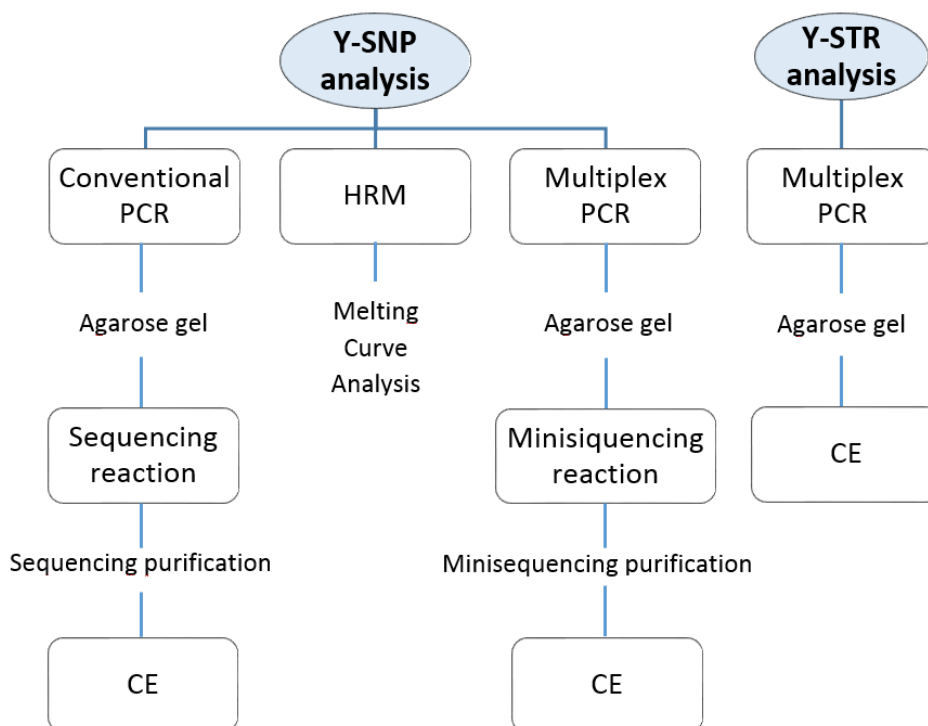 Y-SNP
analysis
Y-STR
analysis
Conventional
PCR
HRM
Multiplex
PCR
Multiplex
PCR
Agarose gel
Melting
Curve
Analysis
Agarose gel
Agarose gel
Sequencing
reaction
Minisiquencing
reaction
CE
Sequencing purification
Minisequencing purification
CE
CE